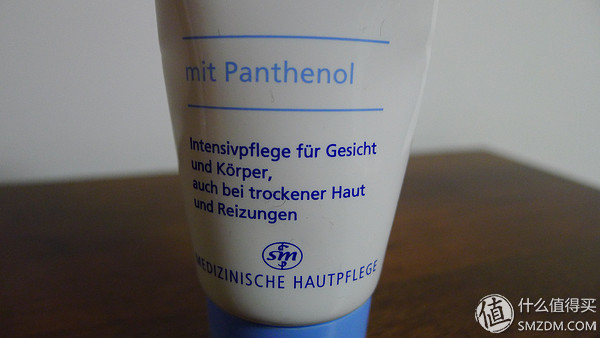 mit Panthenol
Intensivpflege für Gesicht
und Körper,
auch bei trockener Haut
und Reizungen
sm
MEDIZINISCHE HAUTPFLEGE
值 什么值得买
SMZDM.COM